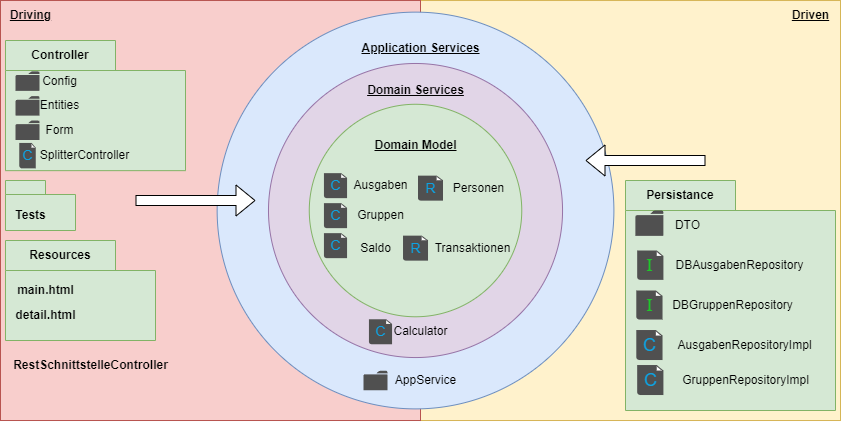 Driving
Driven
Controller
Config
Entities
Form
C SplitterController
Tests
Resources
main.html
detail.html
RestSchnittstelleController
Application Services
Domain Services
Domain Model
C Ausgaben
R Personen
C Gruppen
C Saldo
R Transaktionen
C Calculator
AppService
Persistance
DTO
I DBAusgabenRepository
I DBGruppenRepository
C AusgabenRepositoryImpl
C GruppenRepositoryImpl